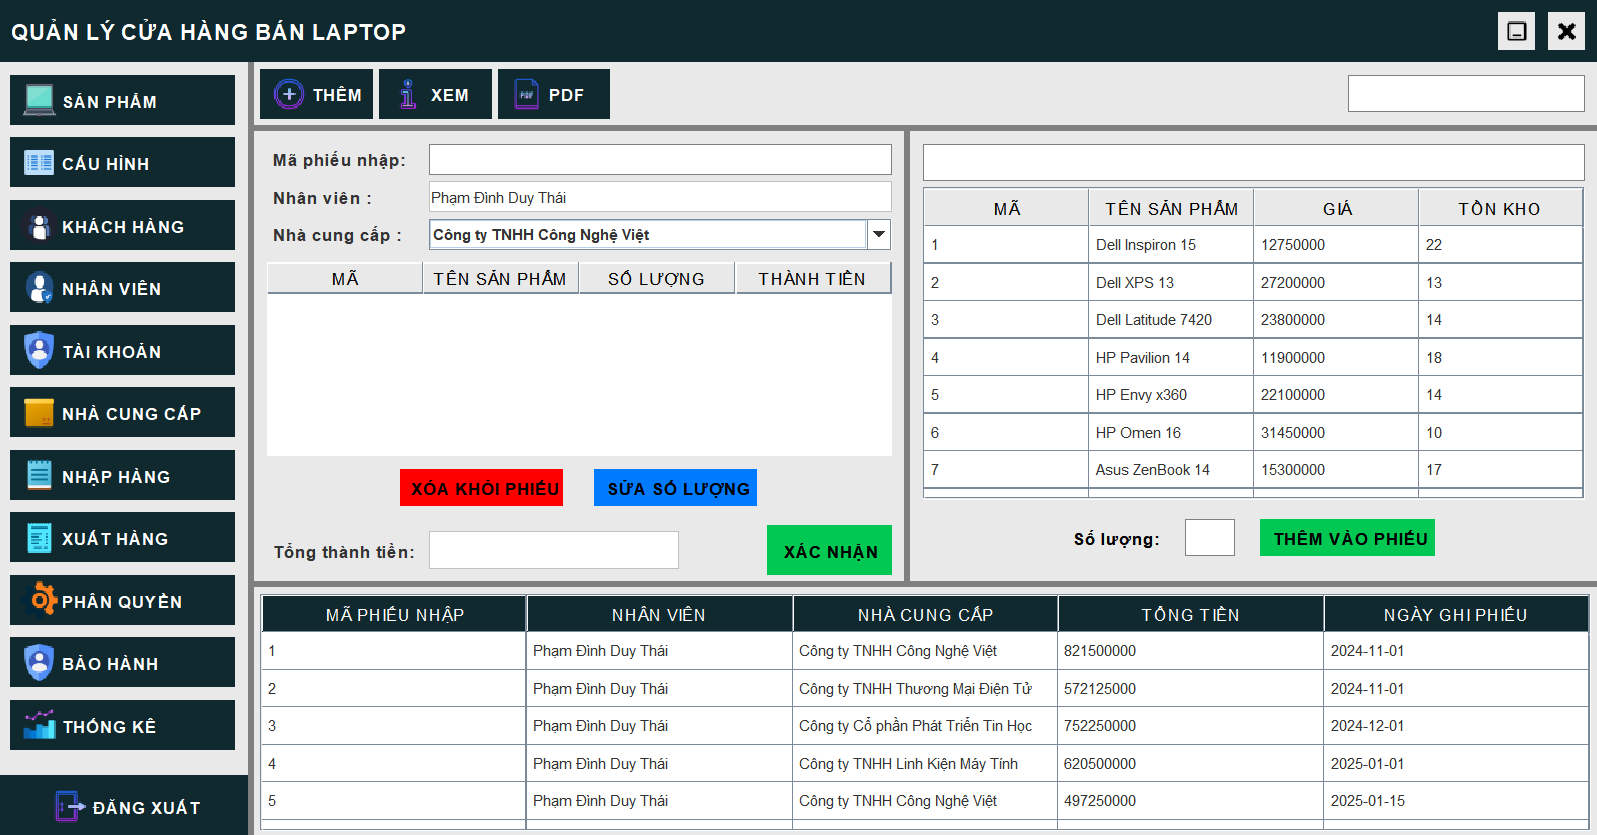 QUẢN LÝ CỬA HÀNG BÁN LAPTOP
SẢN PHẨM
CẤU HÌNH
KHÁCH HÀNG
NHÂN VIÊN
TÀI KHOẢN
NHÀ CUNG CẤP
NHẬP HÀNG
XUẤT HÀNG
PHÂN QUYỀN
BẢO HÀNH
THỐNG KÊ
ĐĂNG XUẤT
THÊM XEM PDF
Mã phiếu nhập:
Nhân viên : Phạm Đình Duy Thái
Nhà cung cấp : Công ty TNHH Công Nghệ Việt
MÃ TÊN SẢN PHẨM SỐ LƯỢNG THÀNH TIỀN
XÓA KHỎI PHIẾU SỬA SỐ LƯỢNG
Tổng thành tiền: XÁC NHẬN
MÃ TÊN SẢN PHẨM GIÁ TỒN KHO
1 Dell Inspiron 15 12750000 22
2 Dell XPS 13 27200000 13
3 Dell Latitude 7420 23800000 14
4 HP Pavilion 14 11900000 18
5 HP Envy x360 22100000 14
6 HP Omen 16 31450000 10
7 Asus ZenBook 14 15300000 17
Số lượng: THÊM VÀO PHIẾU
MÃ PHIẾU NHẬP NHÂN VIÊN NHÀ CUNG CẤP TỔNG TIỀN NGÀY GHI PHIẾU
1 Phạm Đình Duy Thái Công ty TNHH Công Nghệ Việt 821500000 2024-11-01
2 Phạm Đình Duy Thái Công ty TNHH Thương Mại Điện Tử 572125000 2024-11-01
3 Phạm Đình Duy Thái Công ty Cổ phần Phát Triển Tin Học 752250000 2024-12-01
4 Phạm Đình Duy Thái Công ty TNHH Linh Kiện Máy Tính 620500000 2025-01-01
5 Phạm Đình Duy Thái Công ty TNHH Công Nghệ Việt 497250000 2025-01-15